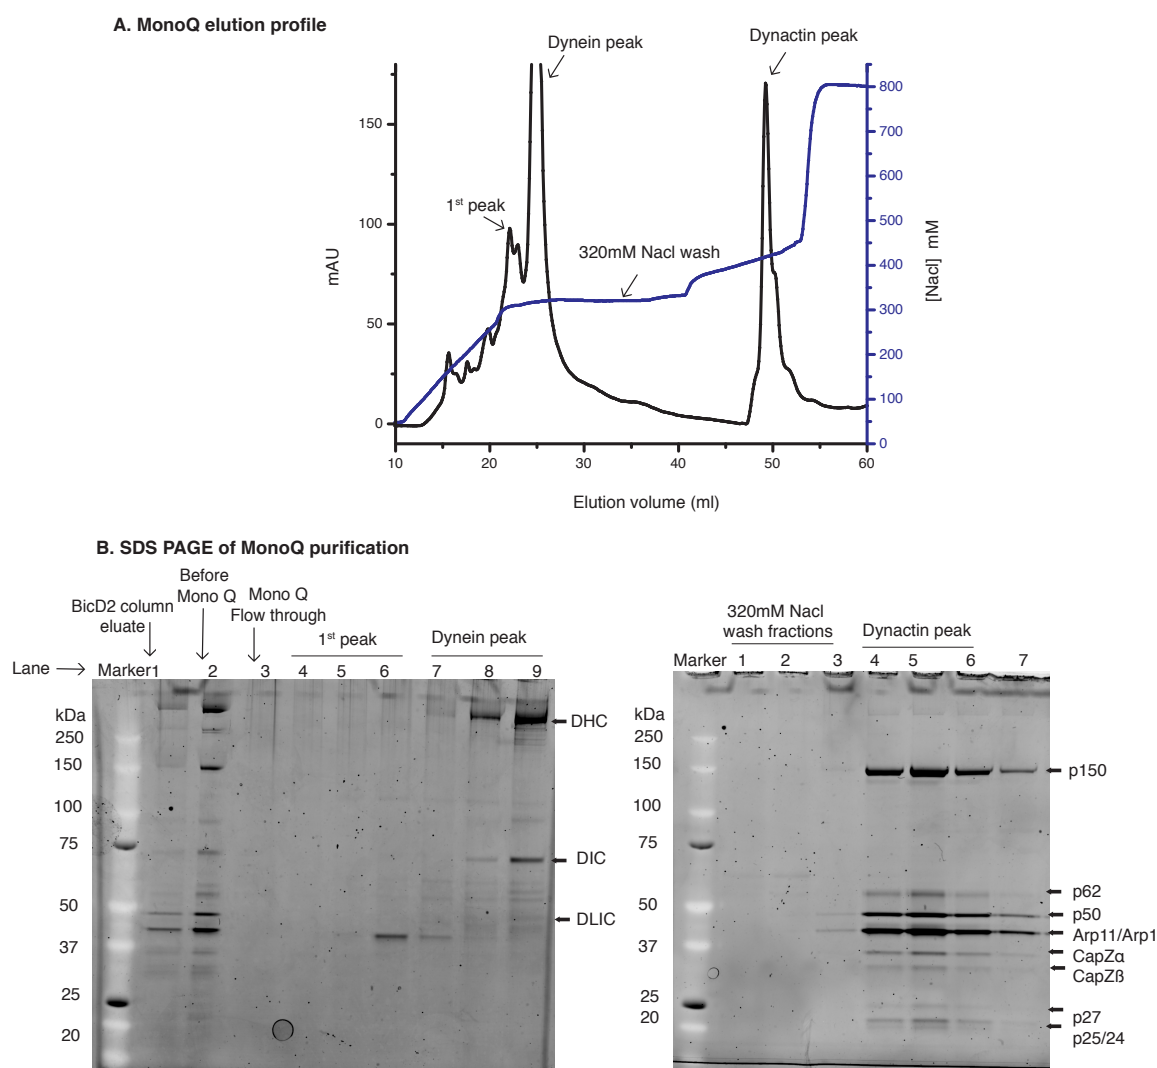 A. MonoQ elution profile
Dynein peak
Dynactin peak
1st peak
320mM Nacl wash
mAU
150
100
50
0
800
700
600
500
400
300
200
100
0
[Nacl] mM
10 20 30 40 50 60
Elution volume (ml)
B. SDS PAGE of MonoQ purification
BicD2 column
eluate
Before
Mono Q
Mono Q
Flow through
1st peak
Dynein peak
Lane
Marker 1 2 3 4 5 6 7 8 9
kDa
250
150
100
75
50
37
25
20
DHC
DIC
DLIC
320mM Nacl
wash fractions
Dynactin peak
Marker 1 2 3 4 5 6 7
kDa
250
150
100
75
50
37
25
20
p150
p62
p50
Arp11/Arp1
CapZα
CapZß
p27
p25/24